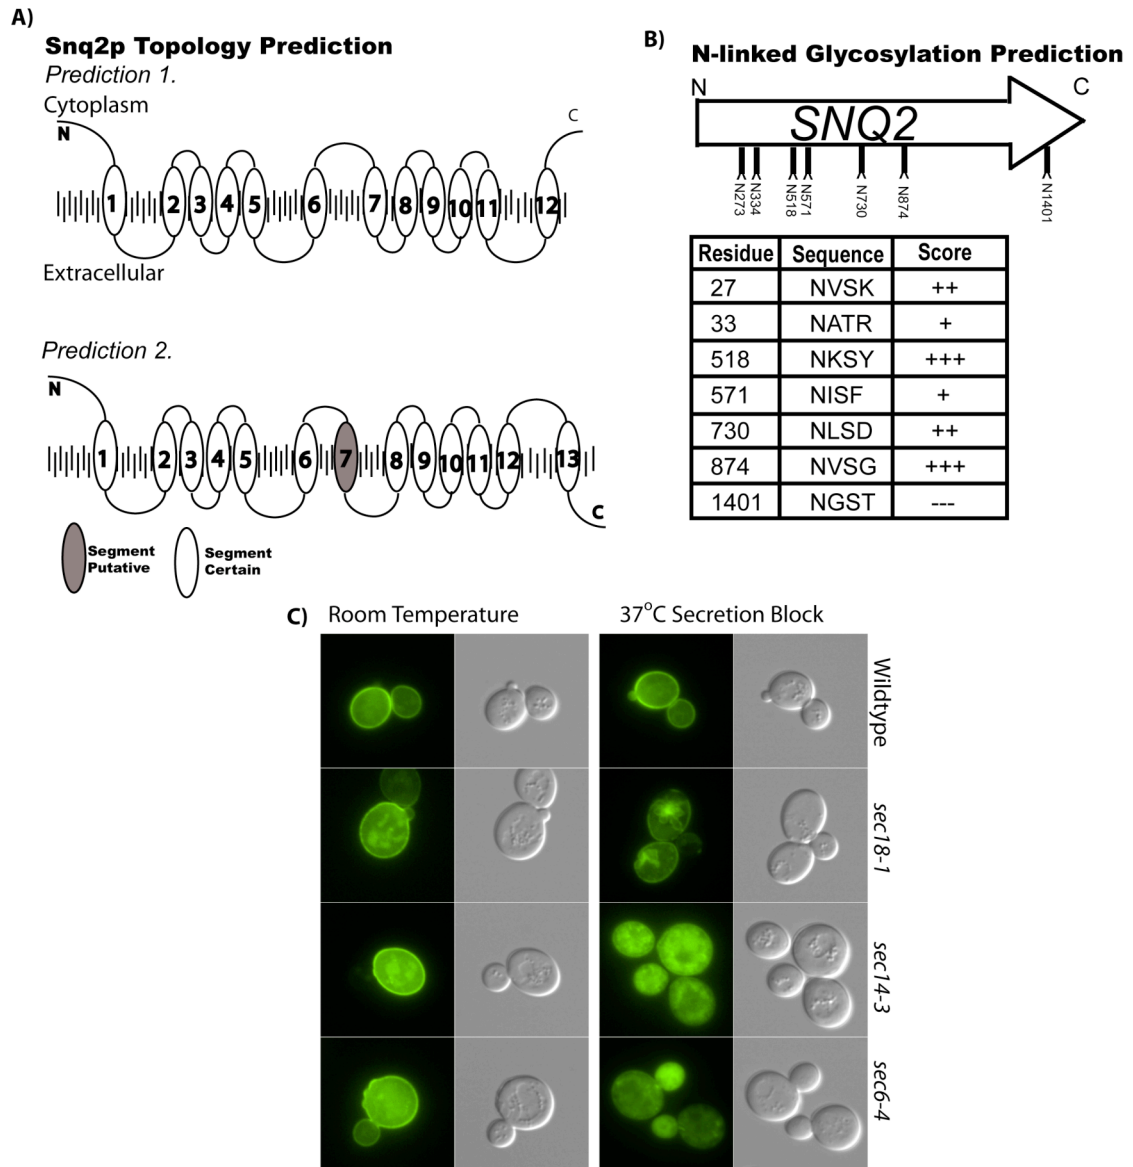 A)
Snq2p Topology Prediction
Prediction 1.
Cytoplasm
N
C
1 2 3 4 5 6 7 8 9 10 11 12
Extracellular
Prediction 2.
N
1 2 3 4 5 6 7 8 9 10 11 12 13
C
Segment Putative
Segment Certain
B)
N-linked Glycosylation Prediction
N
C
SNQ2
N273 N334 N518 N571 N730 N874 N1401
Residue Sequence Score
27 NVSK ++
33 NATR +
518 NKSY +++
571 NISF +
730 NLSD ++
874 NVSG +++
1401 NGST ---
C)
Room Temperature
37°C Secretion Block
Wildtype
sec18-1
sec14-3
sec6-4